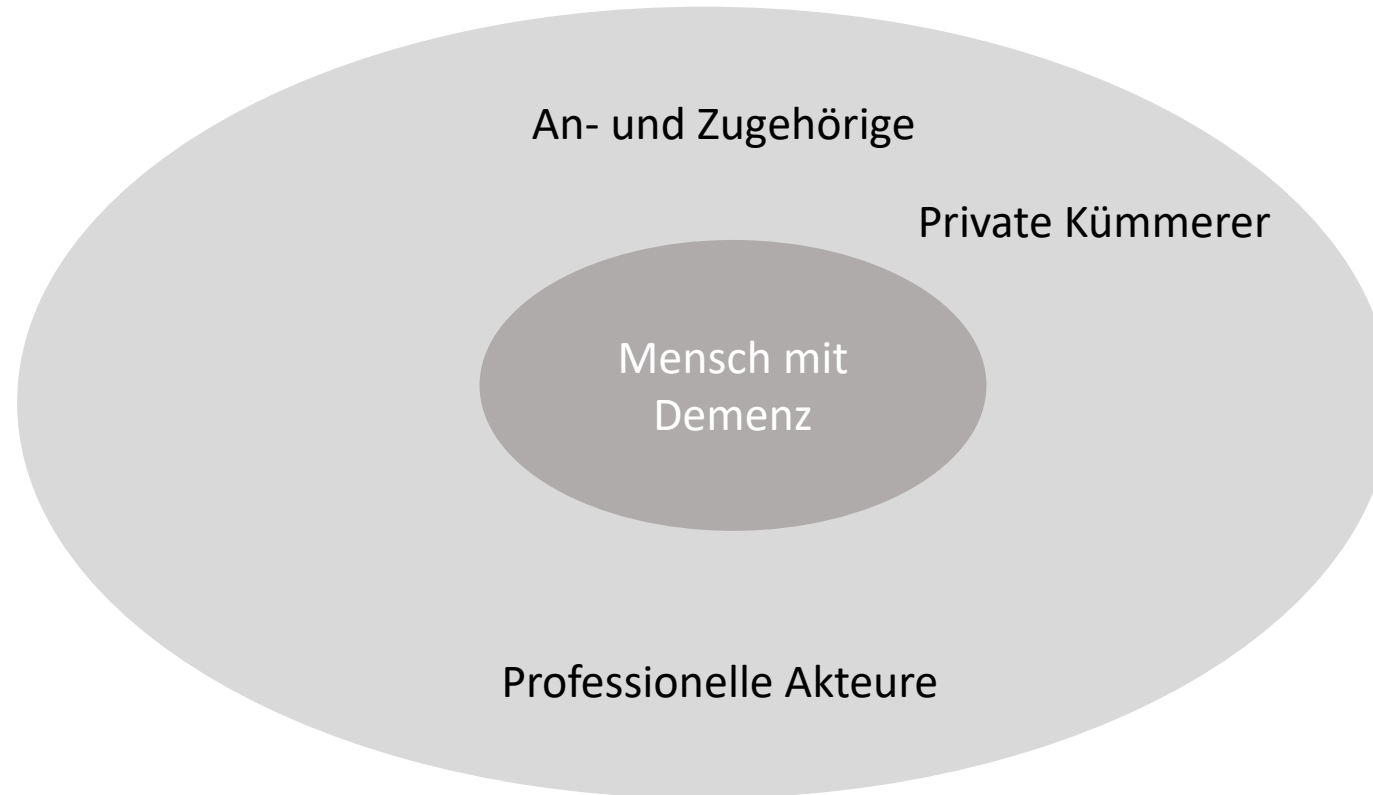 An- und Zugehörige
Private Kümmerer
Mensch mit
Demenz
Professionelle Akteure